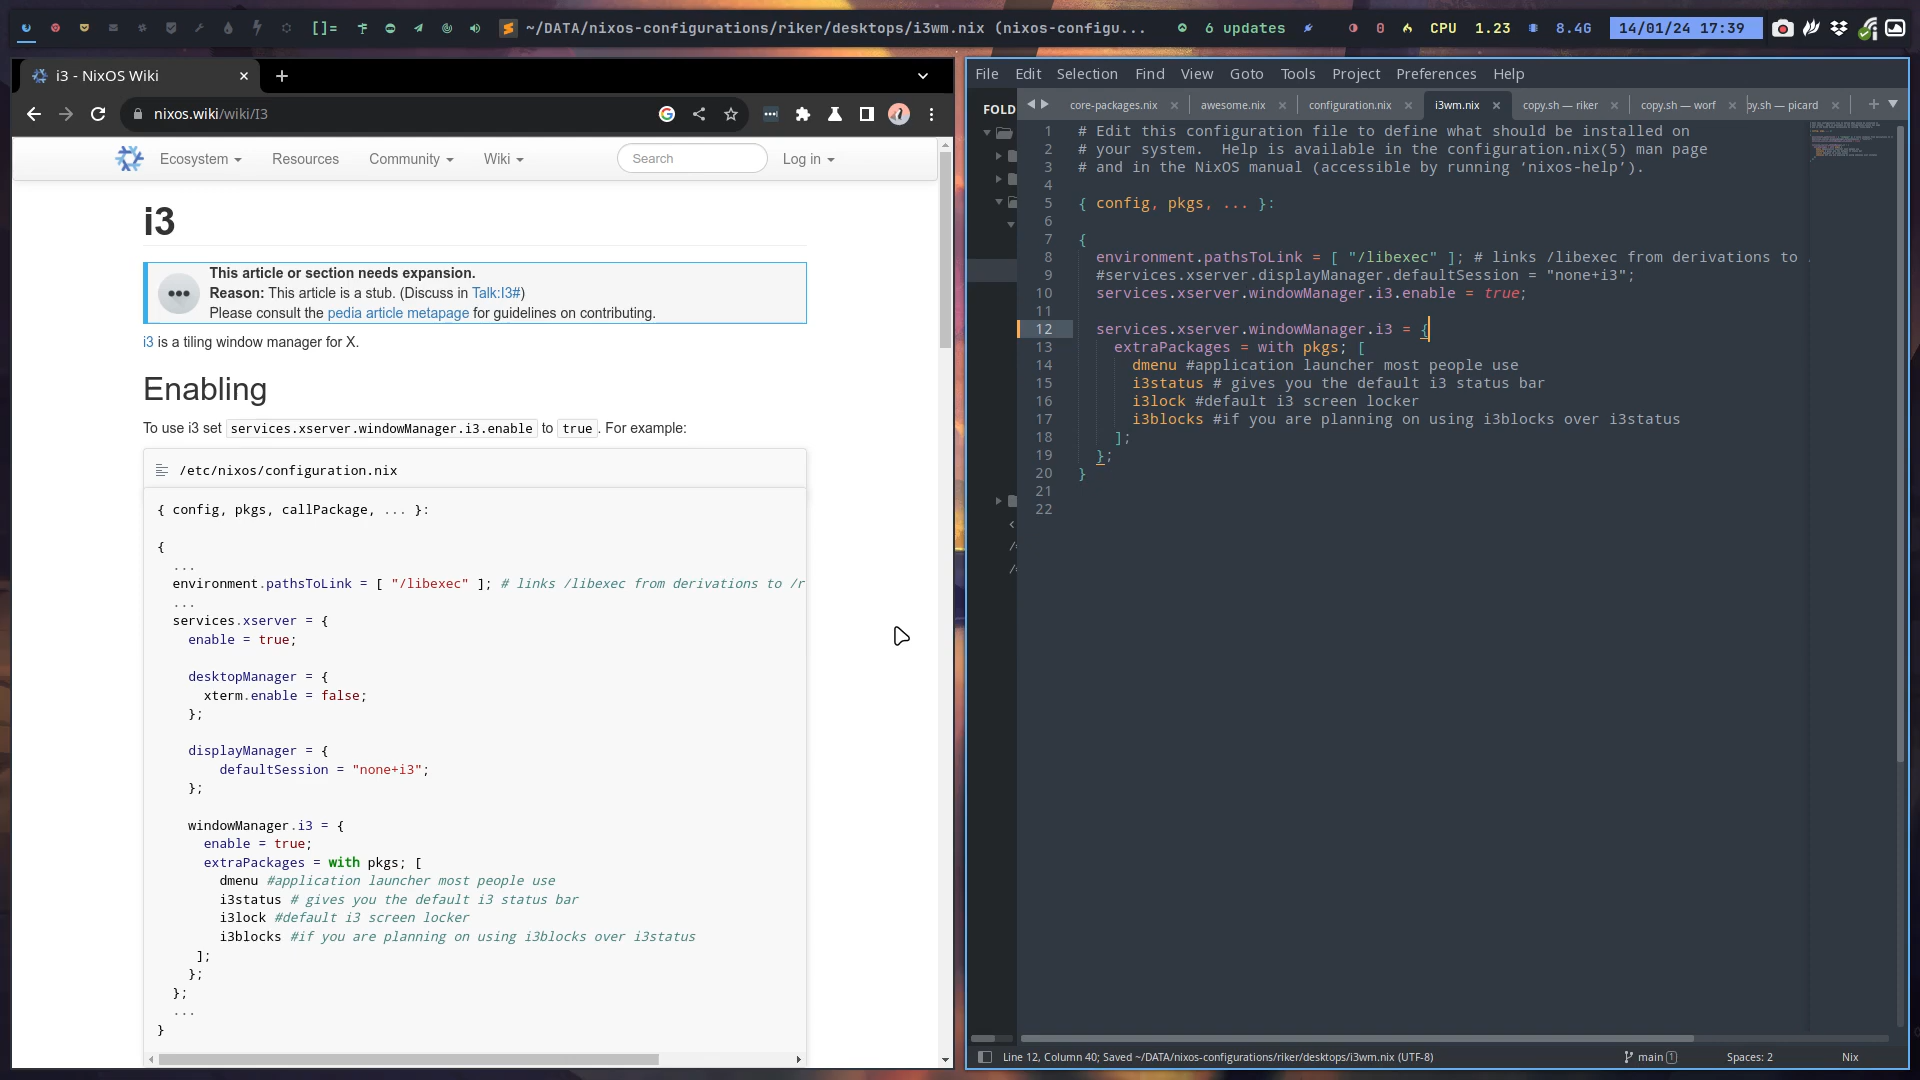 []=
~/DATA/nixos-configurations/riker/desktops/i3wm.nix (nixos-configu...
6 updates
0
CPU 1.23
8.4G
14/01/24 17:39
i3 - NixOS Wiki
nixos.wiki/wiki/I3
Ecosystem
Resources
Community
Wiki
Search
Log in
i3
This article or section needs expansion.
Reason: This article is a stub. (Discuss in Talk:I3#)
Please consult the pedia article metapage for guidelines on contributing.
i3 is a tiling window manager for X.
Enabling
To use i3 set services.xserver.windowManager.i3.enable to true. For example:
/etc/nixos/configuration.nix
{ config, pkgs, callPackage, ... }:
{
...
environment.pathsToLink = [ "/libexec" ]; # links /libexec from derivations to /r
...
services.xserver = {
enable = true;
desktopManager = {
xterm.enable = false;
};
displayManager = {
defaultSession = "none+i3";
};
windowManager.i3 = {
enable = true;
extraPackages = with pkgs; [
dmenu #application launcher most people use
i3status # gives you the default i3 status bar
i3lock #default i3 screen locker
i3blocks #if you are planning on using i3blocks over i3status
];
};
};
...
}
File Edit Selection Find View Goto Tools Project Preferences Help
FOLD
core-packages.nix
awesome.nix
configuration.nix
i3wm.nix
copy.sh — riker
copy.sh — worf
py.sh — picard
1 # Edit this configuration file to define what should be installed on
2 # your system.  Help is available in the configuration.nix(5) man page
3 # and in the NixOS manual (accessible by running ‘nixos-help’).
4
5 { config, pkgs, ... }:
6
7 {
8 environment.pathsToLink = [ "/libexec" ]; # links /libexec from derivations to
9 #services.xserver.displayManager.defaultSession = "none+i3";
10 services.xserver.windowManager.i3.enable = true;
11
12 services.xserver.windowManager.i3 = {
13 extraPackages = with pkgs; [
14 dmenu #application launcher most people use
15 i3status # gives you the default i3 status bar
16 i3lock #default i3 screen locker
17 i3blocks #if you are planning on using i3blocks over i3status
18 ];
19 };
20 }
21
22
Line 12, Column 40; Saved ~/DATA/nixos-configurations/riker/desktops/i3wm.nix (UTF-8)
main 1
Spaces: 2
Nix